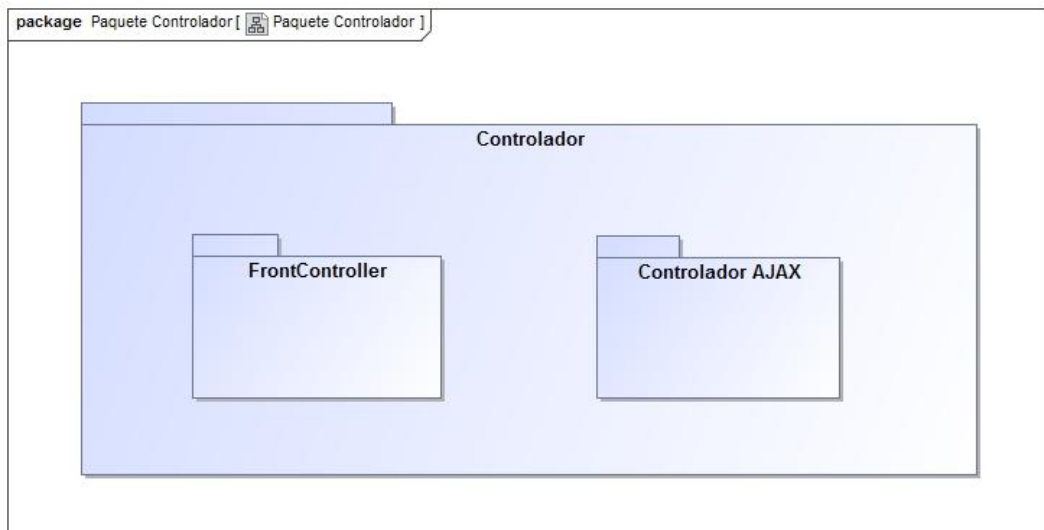 package Paquete Controlador [ Paquete Controlador ]
Controlador
FrontController
Controlador AJAX